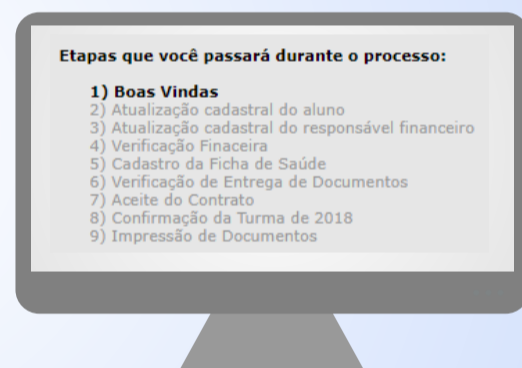 Etapas que você passará durante o processo:
1) Boas Vindas
2) Atualização cadastral do aluno
3) Atualização cadastral do responsável financeiro
4) Verificação Finaceira
5) Cadastro da Ficha de Saúde
6) Verificação de Entrega de Documentos
7) Aceite do Contrato
8) Confirmação da Turma de 2018
9) Impressão de Documentos